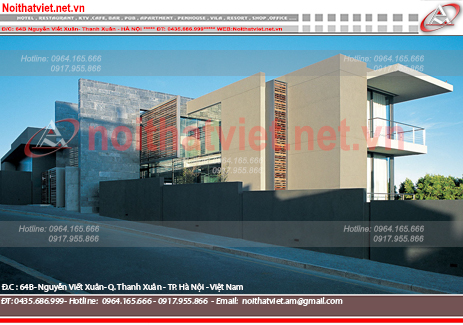 Noithatviet.net.vn
HOTEL . RESTAURANT . KTV.CAFE. BAR . PUB . APARTMENT . PENHOUSE . VILA . RESORT . SHOP .OFFICE ...
Đ/C: 64B Nguyễn Viết Xuân- Thanh Xuân - HÀ NỘI ***** ĐT: 0435.686.999***** WEB:Noithatviet.net.vn
Hotline: 0964.165.666
0917.955.866
Hotline: 0964.165.666
0917.955.866
noithatviet.net.vn
Hotline: 0964.165.666
0917.955.866
Hotline: 0964.165.666
0917.955.866
Hotline: 0964.165.666
0917.955.866
Đ.C : 64B- Nguyễn Viết Xuân- Q. Thanh Xuân - TP. Hà Nội - Việt Nam
ĐT: 0435.686.999- Hotline: 0964.165.666 - 0917.955.866 - Email: noithatviet.am@gmail.com